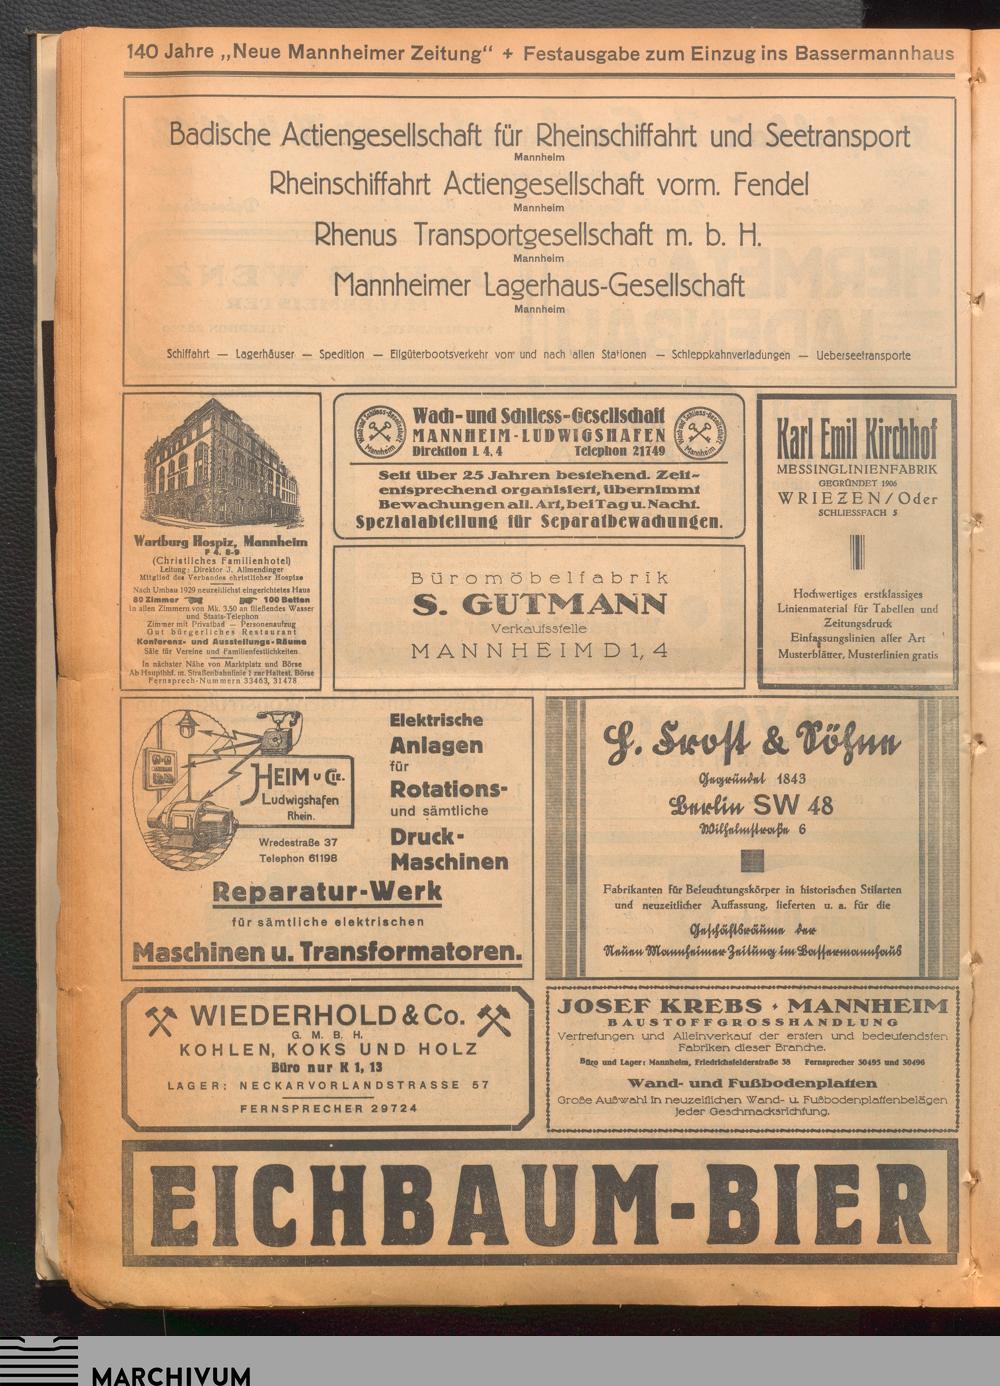 140 Jahre „Neue Mannheimer Zeitung“ + Festausgabe zum Einzug ins Bassermannhaus
Badische Actiengesellschaft für Rheinschiffahrt und Seetransport
Mannheim
Rheinschiffahrt Actiengesellschaft vorm. Fendel
Mannheim
Rhenus Transportgesellschaft m. b. H.
Mannheim
Mannheimer Lagerhaus-Gesellschaft
Mannheim
Schiffahrt — Lagerhäuser — Spedition — Eilgüterbootsverkehr von und nach allen Stationen — Schleppkahnverladungen — Ueberseetransporte
Wartburg Hospiz, Mannheim
F 4, 8-9
(Christliches Familienhotel)
Leitung: Direktor J. Allmendinger
Mitglied des Verbandes christlicher Hospize
Nach Umbau 1929 neuzeitlichst eingerichtetes Haus
80 Zimmer 100 Betten
In allen Zimmern von Mk. 3.50 an fließendes Wasser
und Staats-Telephon
Zimmer mit Privatbad — Personenaufzug
Gut bürgerliches Restaurant
Konferenz- und Ausstellungs-Räume
Säle für Vereine und Familienfestlichkeiten
In nächster Nähe von Marktplatz und Börse
Ab Hauptbhf. m. Straßenbahnlinie 1 zur Haltest. Börse
Fernsprech-Nummern 33463, 31478
Wach- und Schliess-Gesellschaft
MANNHEIM-LUDWIGSHAFEN
Direktion L 4, 4 Telephon 21749
Seit über 25 Jahren bestehend. Zeit-
entsprechend organisiert, übernimmt
Bewachungen all. Art, bei Tag u. Nacht.
Spezialabteilung für Separatbewachungen.
Büromöbelfabrik
S. GUTMANN
Verkaufsstelle
MANNHEIM D 1, 4
Karl Emil Kirchhof
MESSINGLINIENFABRIK
GEGRÜNDET 1906
WRIEZEN/Oder
SCHLIESSFACH 5
Hochwertiges erstklassiges
Linienmaterial für Tabellen und
Zeitungsdruck
Einfassungslinien aller Art
Musterblätter, Musterlinien gratis
HEIM u CIE.
Ludwigshafen
Rhein.
Wredestraße 37
Telephon 61198
Elektrische
Anlagen
für
Rotations-
und sämtliche
Druck-
Maschinen
Reparatur-Werk
für sämtliche elektrischen
Maschinen u. Transformatoren.
H. Frost & Söhne
Gegründet 1843
Berlin SW 48
Wilhelmstraße 6
Fabrikanten für Beleuchtungskörper in historischen Stilarten
und neuzeitlicher Auffassung, lieferten u. a. für die
Geschäftsräume der
Neuen Mannheimer Zeitung im Bassermannhaus
WIEDERHOLD & Co.
G. M. B. H.
KOHLEN, KOKS UND HOLZ
Büro nur K 1, 13
LAGER: NECKARVORLANDSTRASSE 57
FERNSPRECHER 29724
JOSEF KREBS • MANNHEIM
BAUSTOFFGROSSHANDLUNG
Vertretungen und Alleinverkauf der ersten und bedeutendsten
Fabriken dieser Branche.
Büro und Lager: Mannheim, Friedrichsfelderstraße 38 Fernsprecher 30495 und 30496
Wand- und Fußbodenplatten
Große Auswahl in neuzeitlichen Wand- u. Fußbodenplattenbelägen
jeder Geschmacksrichtung.
EICHBAUM-BIER
MARCHIVUM